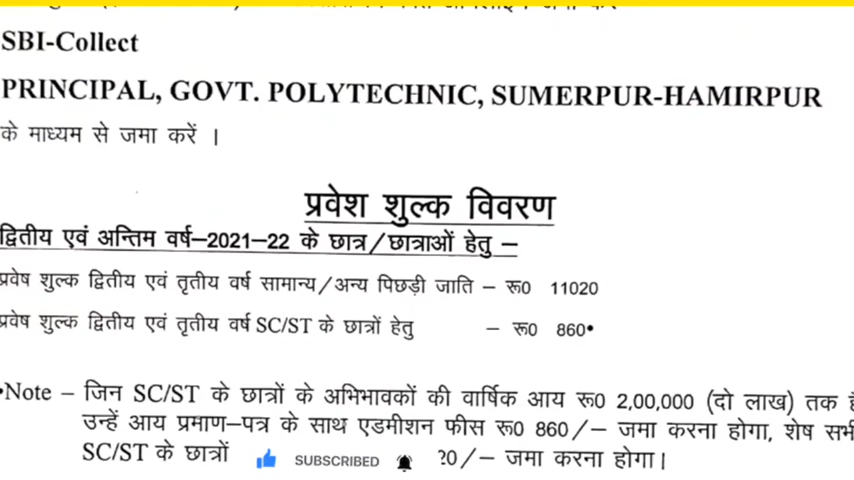 SBI-Collect
PRINCIPAL, GOVT. POLYTECHNIC, SUMERPUR-HAMIRPUR
के माध्यम से जमा करें ।
प्रवेश शुल्क विवरण
द्वितीय एवं अन्तिम वर्ष–2021–22 के छात्र/छात्राओं हेतु –
प्रवेष शुल्क द्वितीय एवं तृतीय वर्ष सामान्य/अन्य पिछड़ी जाति – रू0 11020
प्रवेष शुल्क द्वितीय एवं तृतीय वर्ष SC/ST के छात्रों हेतु – रू0 860•
•Note – जिन SC/ST के छात्रों के अभिभावकों की वार्षिक आय रू0 2,00,000 (दो लाख) तक
उन्हें आय प्रमाण–पत्र के साथ एडमीशन फीस रू0 860/– जमा करना होगा, शेष सभी
SC/ST के छात्रों SUBSCRIBED 20/– जमा करना होगा।